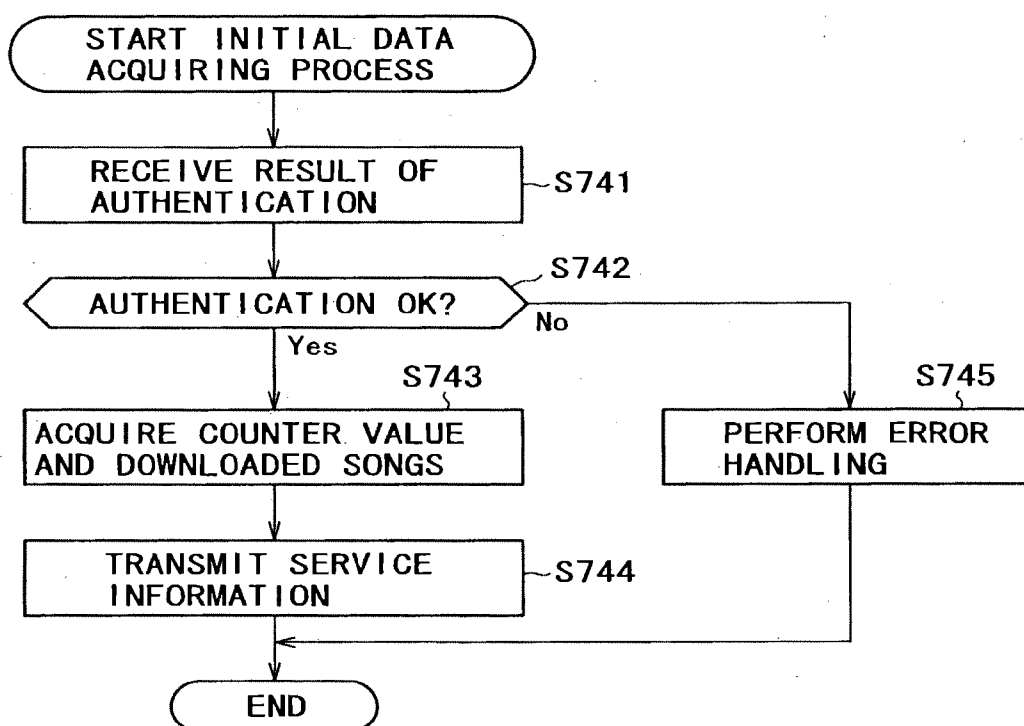 START INITIAL DATA
ACQUIRING PROCESS
RECEIVE RESULT OF
AUTHENTICATION
S741
AUTHENTICATION OK?
S742
No
Yes
S743
ACQUIRE COUNTER VALUE
AND DOWNLOADED SONGS
S745
PERFORM ERROR
HANDLING
TRANSMIT SERVICE
INFORMATION
S744
END